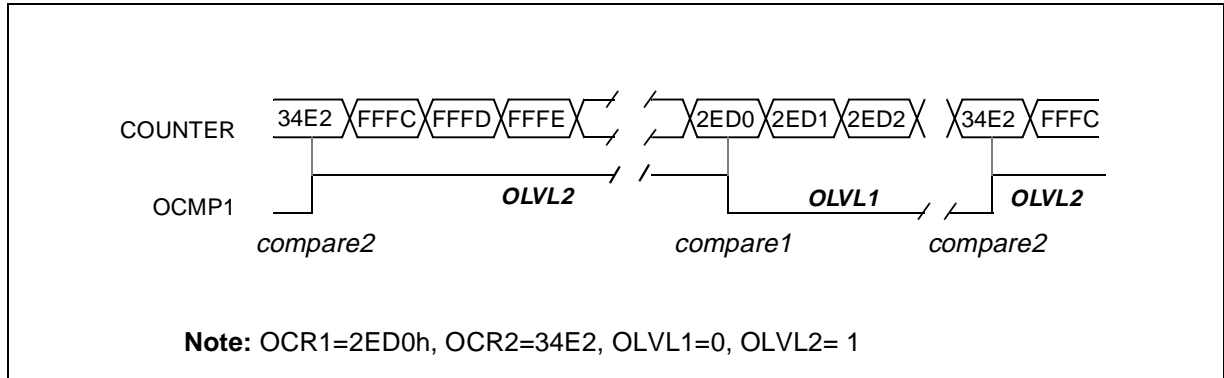 COUNTER 34E2 FFFC FFFD FFFE 2ED0 2ED1 2ED2 34E2 FFFC
OCMP1 OLVL2 OLVL1 OLVL2
compare2 compare1 compare2
Note: OCR1=2ED0h, OCR2=34E2, OLVL1=0, OLVL2= 1